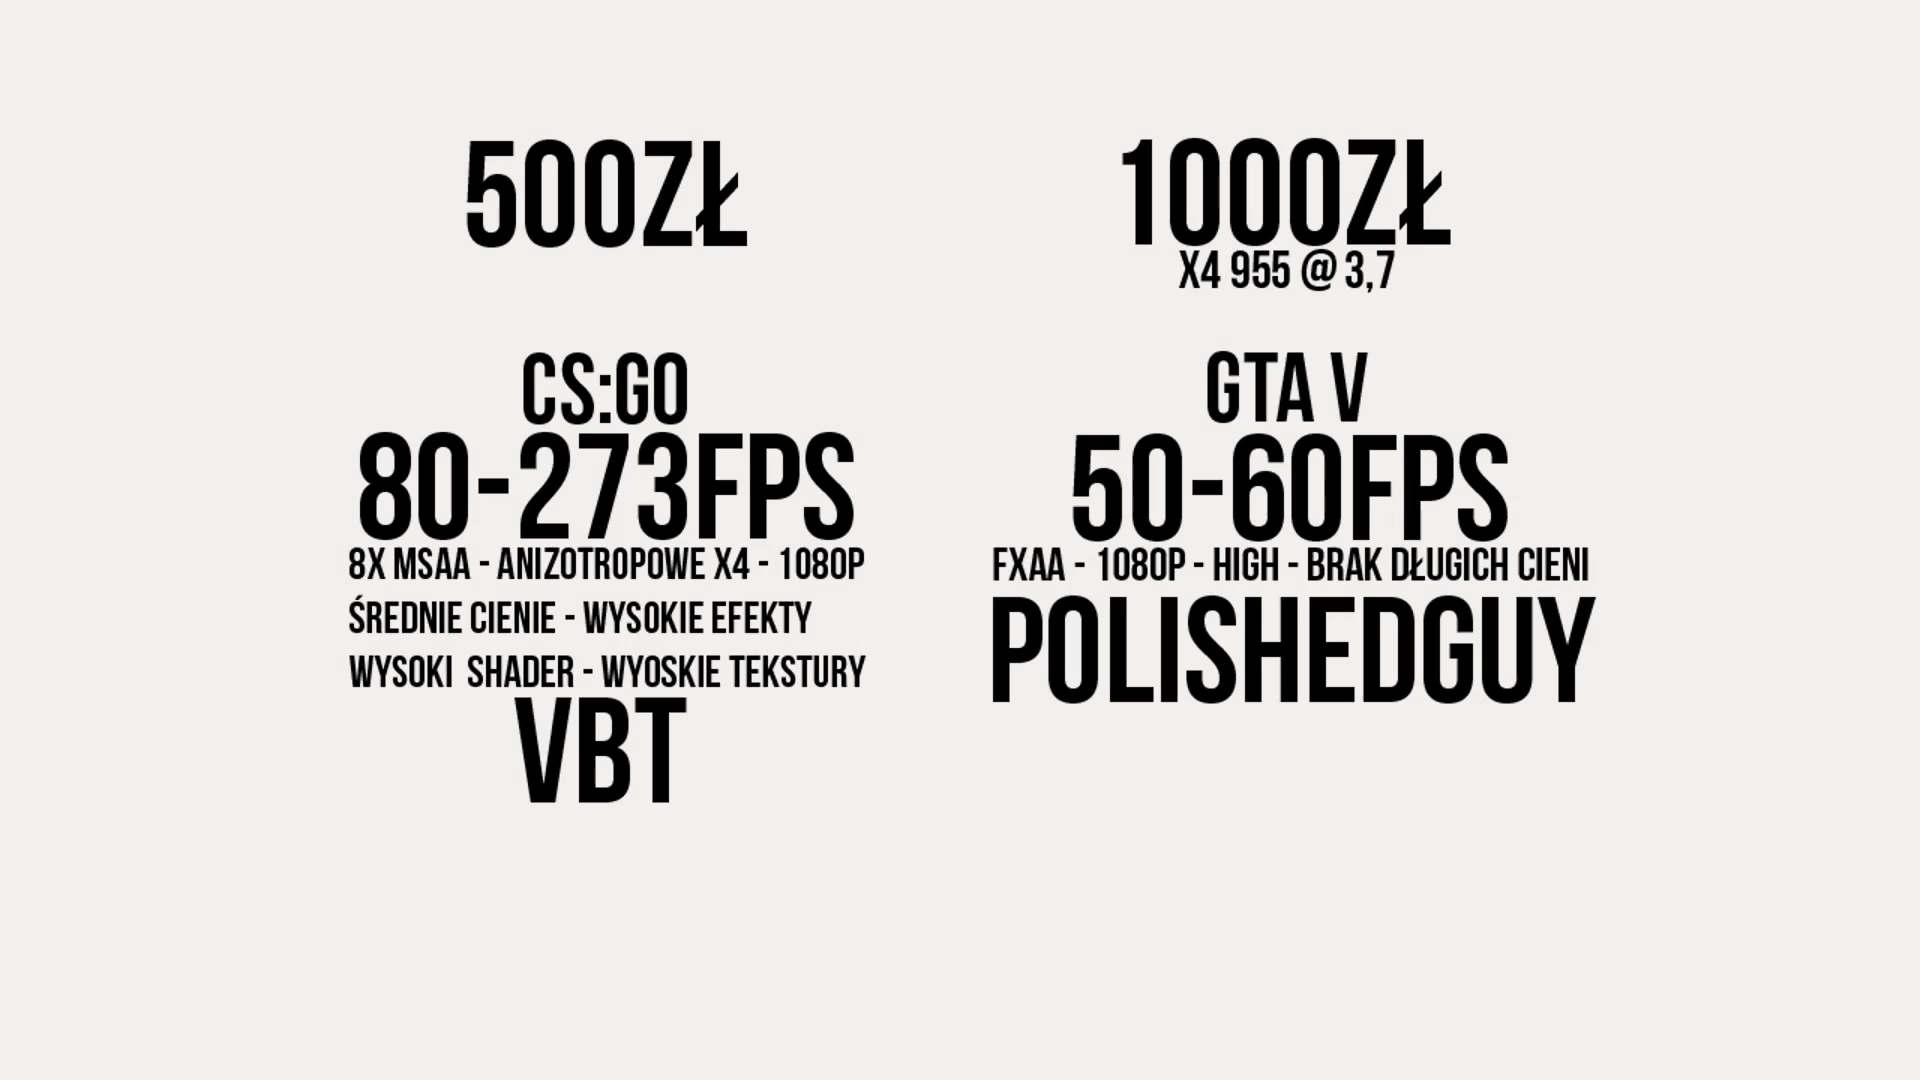 500ZŁ
CS:GO
80-273FPS
8X MSAA - ANIZOTROPOWE X4 - 1080P
ŚREDNIE CIENIE - WYSOKIE EFEKTY
WYSOKI  SHADER - WYOSKIE TEKSTURY
VBT
1000ZŁ
X4 955 @ 3,7
GTA V
50-60FPS
FXAA - 1080P - HIGH - BRAK DŁUGICH CIENI
POLISHEDGUY